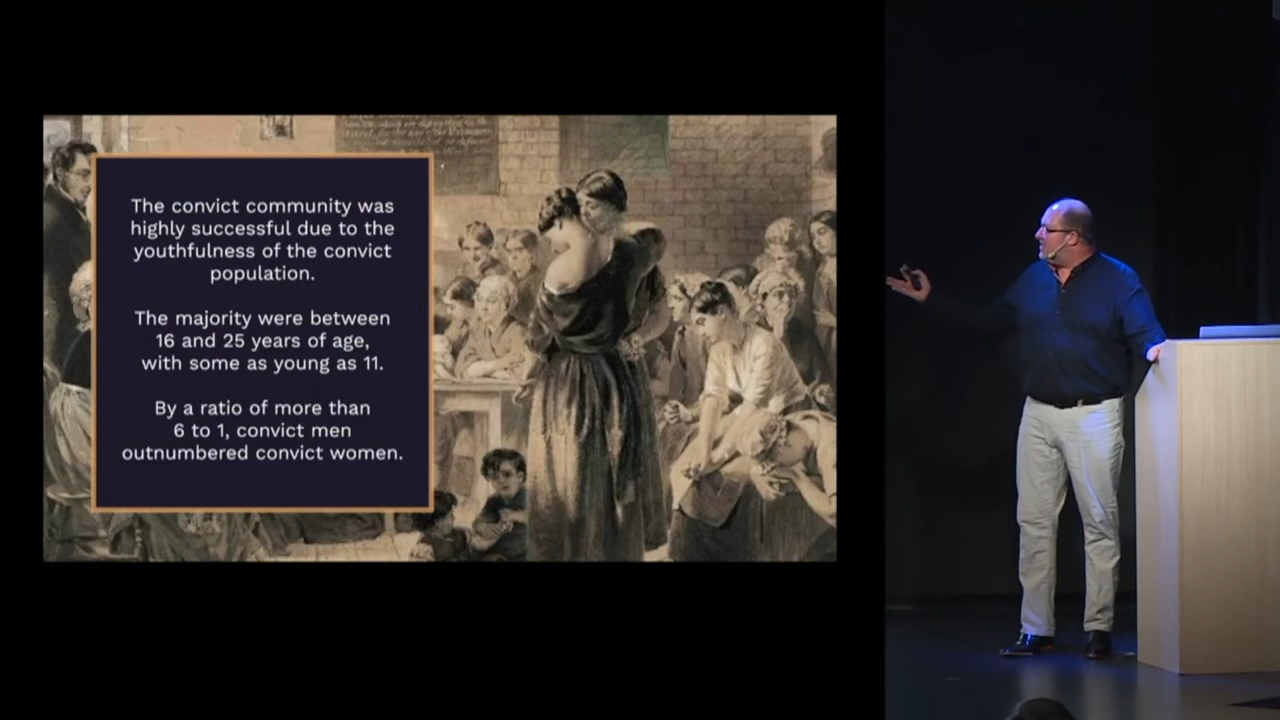 The convict community was
highly successful due to the
youthfulness of the convict
population.
The majority were between
16 and 25 years of age,
with some as young as 11.
By a ratio of more than
6 to 1, convict men
outnumbered convict women.